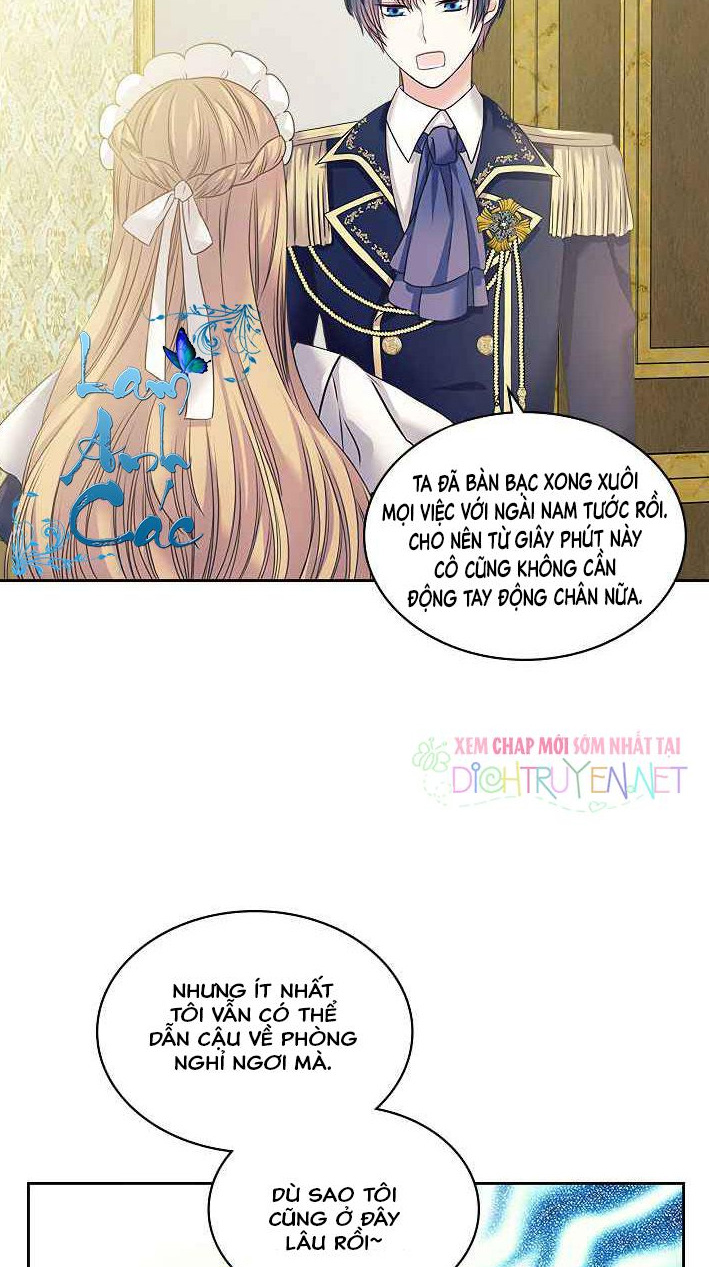 Lam
Anh
Các
TA ĐÃ BÀN BẠC XONG XUÔI
MỌI VIỆC VỚI NGÀI NAM TƯỚC RỒI.
CHO NÊN TỪ GIÂY PHÚT NÀY
CÔ CŨNG KHÔNG CẦN
ĐỘNG TAY ĐỘNG CHÂN NỮA.
XEM CHAP MỚI SỚM NHẤT TẠI
DICHTRUYEN.NET
NHƯNG ÍT NHẤT
TÔI VẪN CÓ THỂ
DẪN CẬU VỀ PHÒNG
NGHỈ NGƠI MÀ.
DÙ SAO TÔI
CŨNG Ở ĐÂY
LÂU RỒI~